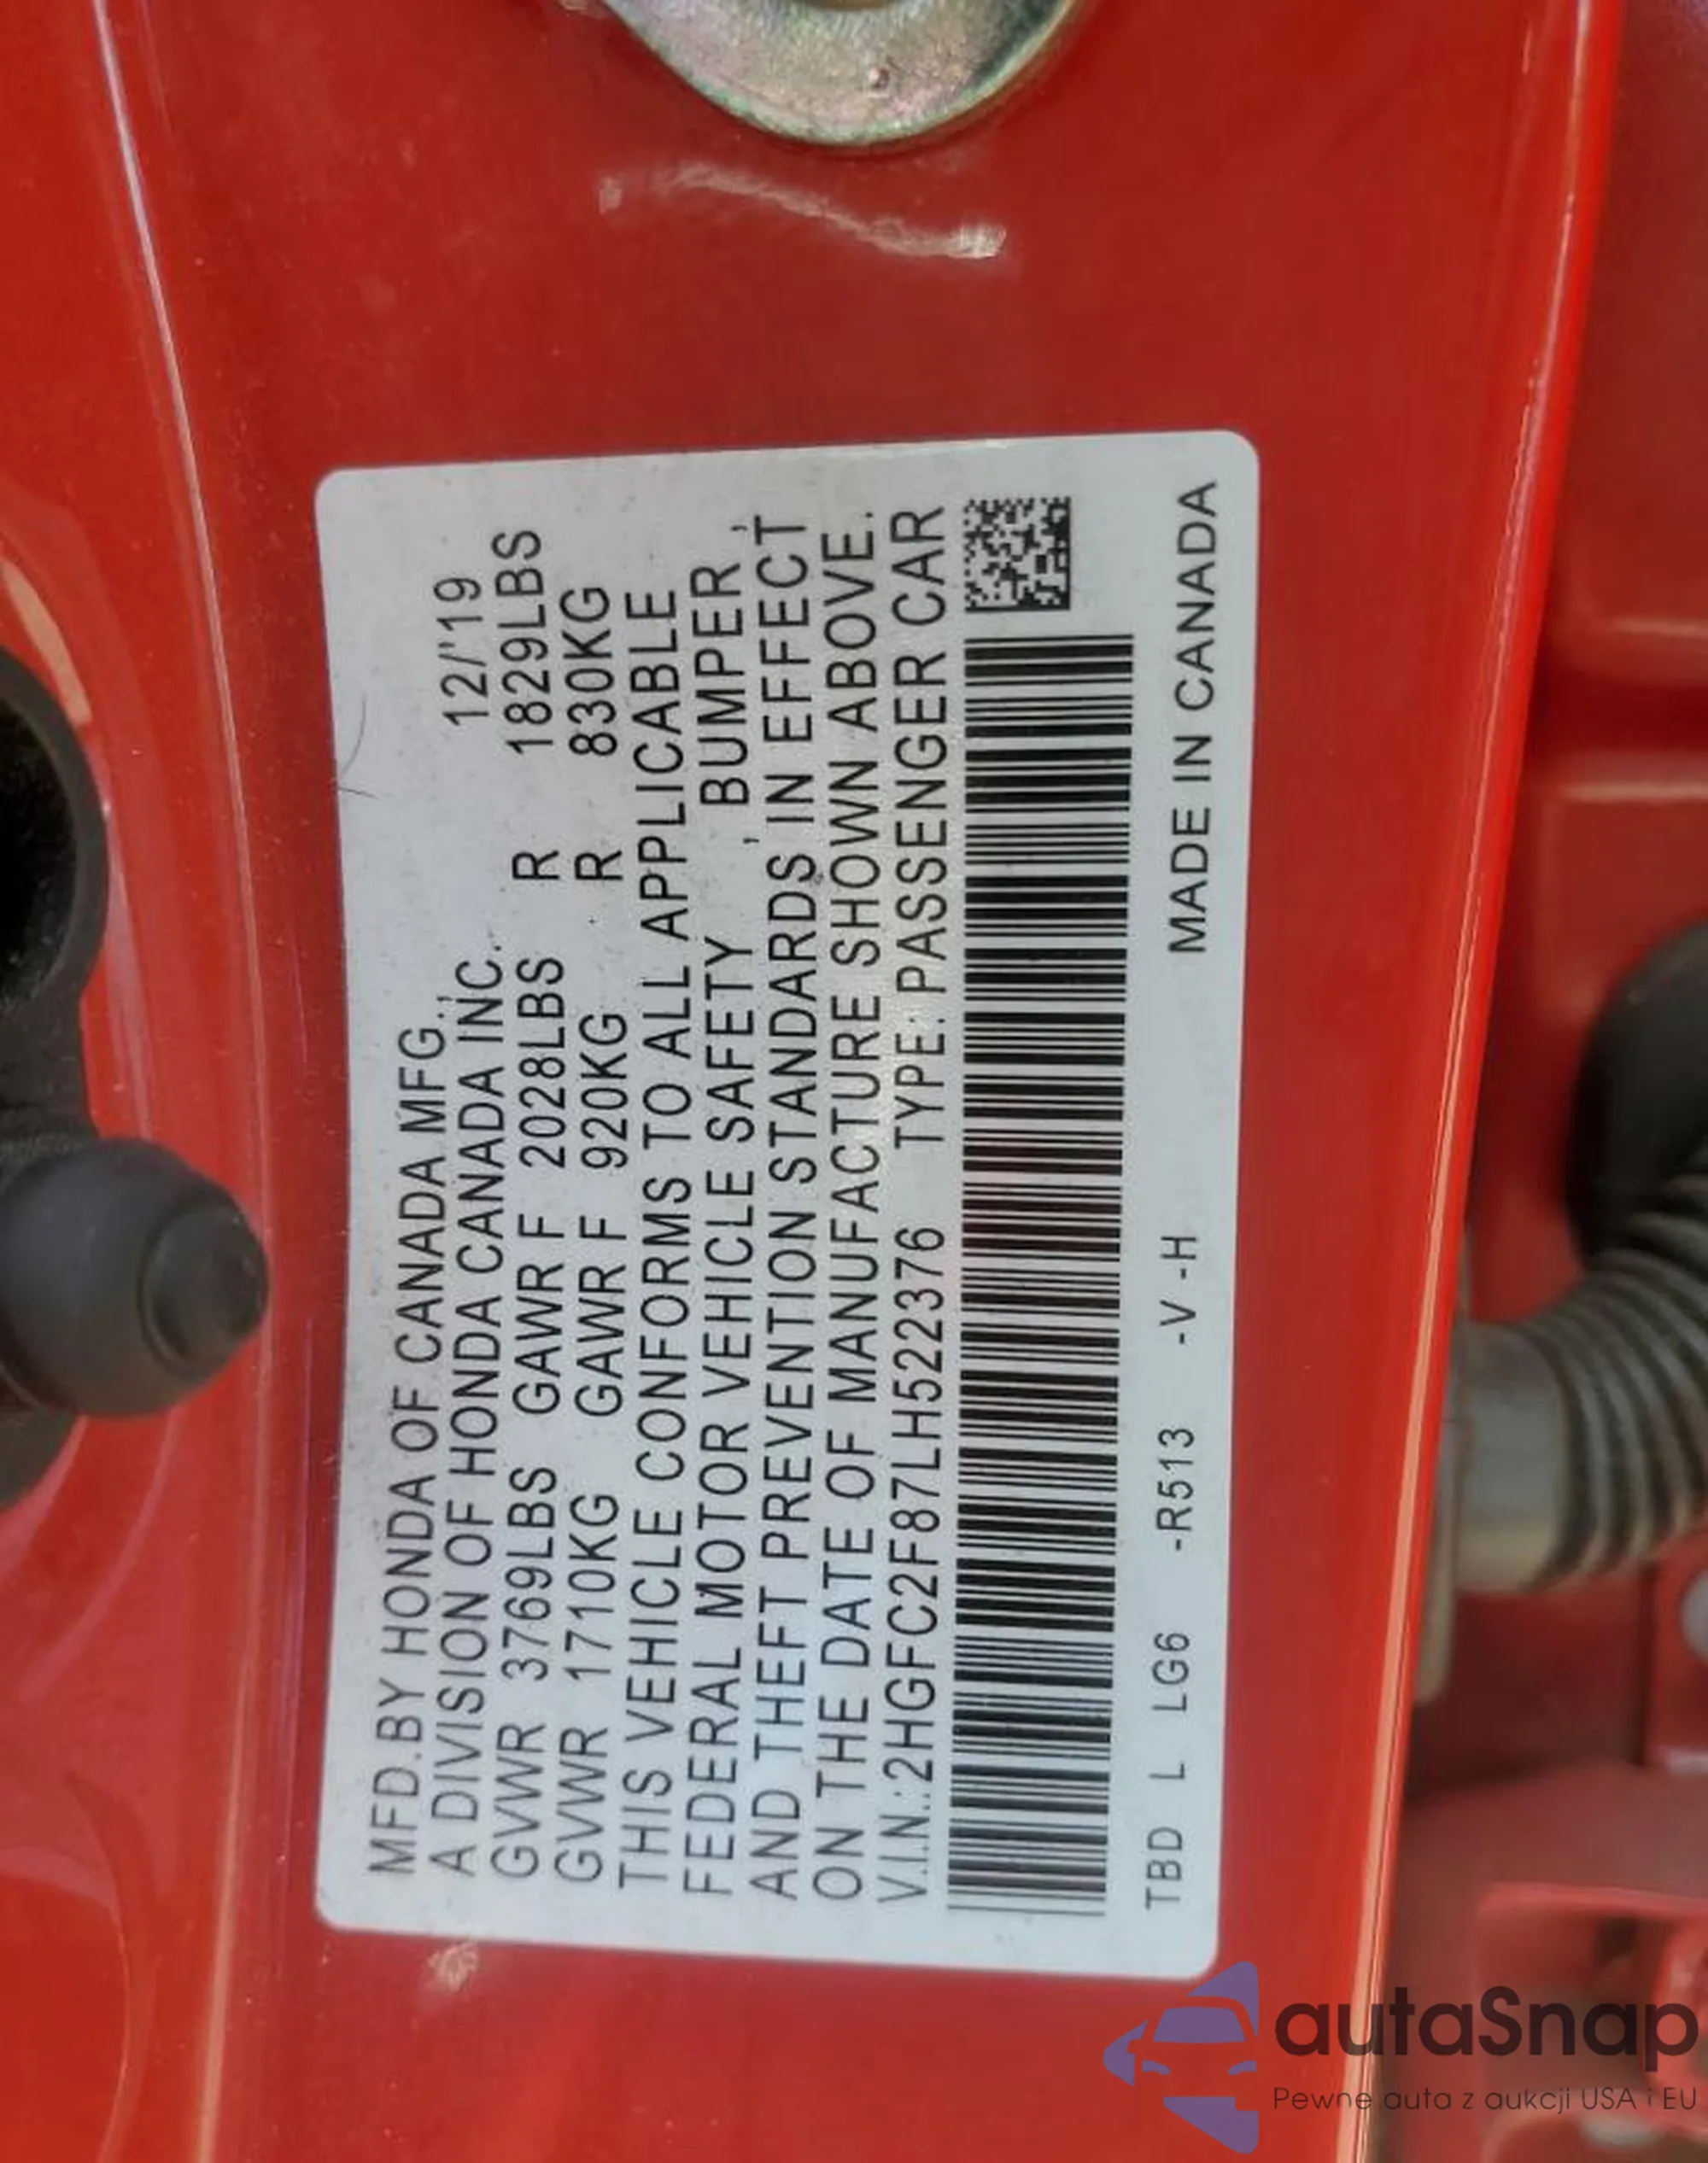 MFD.BY HONDA OF CANADA MFG.,
A DIVISION OF HONDA CANADA INC. 12/'19
GVWR 3769LBS GAWR F 2028LBS R 1829LBS
GVWR 1710KG GAWR F 920KG R 830KG
THIS VEHICLE CONFORMS TO ALL APPLICABLE
FEDERAL MOTOR VEHICLE SAFETY , BUMPER ,
AND THEFT PREVENTION STANDARDS IN EFFECT
ON THE DATE OF MANUFACTURE SHOWN ABOVE.
V.I.N.:2HGFC2F87LH522376 TYPE: PASSENGER CAR
TBD L LG6 -R513 -V -H MADE IN CANADA
autaSnap
Pewne auta z aukcji USA i EU